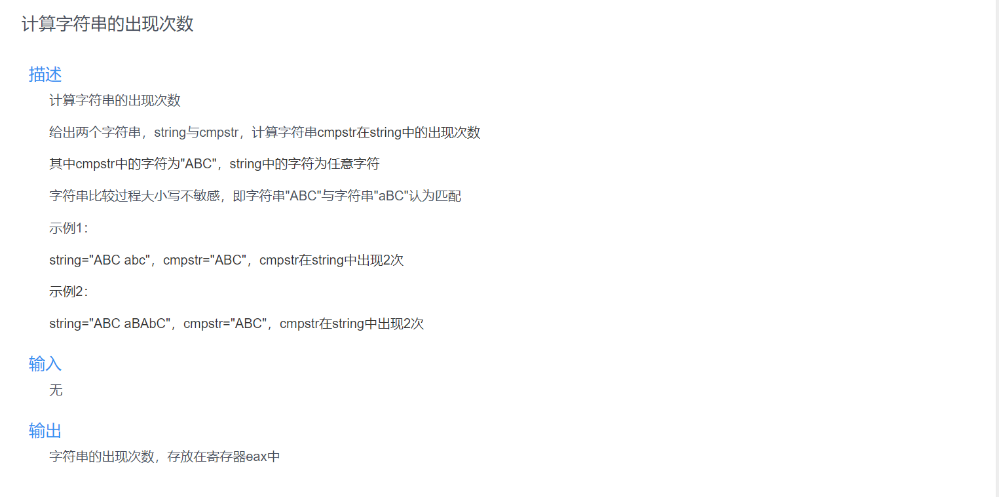 计算字符串的出现次数
描述
计算字符串的出现次数
给出两个字符串，string与cmpstr，计算字符串cmpstr在string中的出现次数
其中cmpstr中的字符为"ABC"，string中的字符为任意字符
字符串比较过程大小写不敏感，即字符串"ABC"与字符串"aBC"认为匹配
示例1：
string="ABC abc"，cmpstr="ABC"，cmpstr在string中出现2次
示例2：
string="ABC aBAbC"，cmpstr="ABC"，cmpstr在string中出现2次
输入
无
输出
字符串的出现次数，存放在寄存器eax中